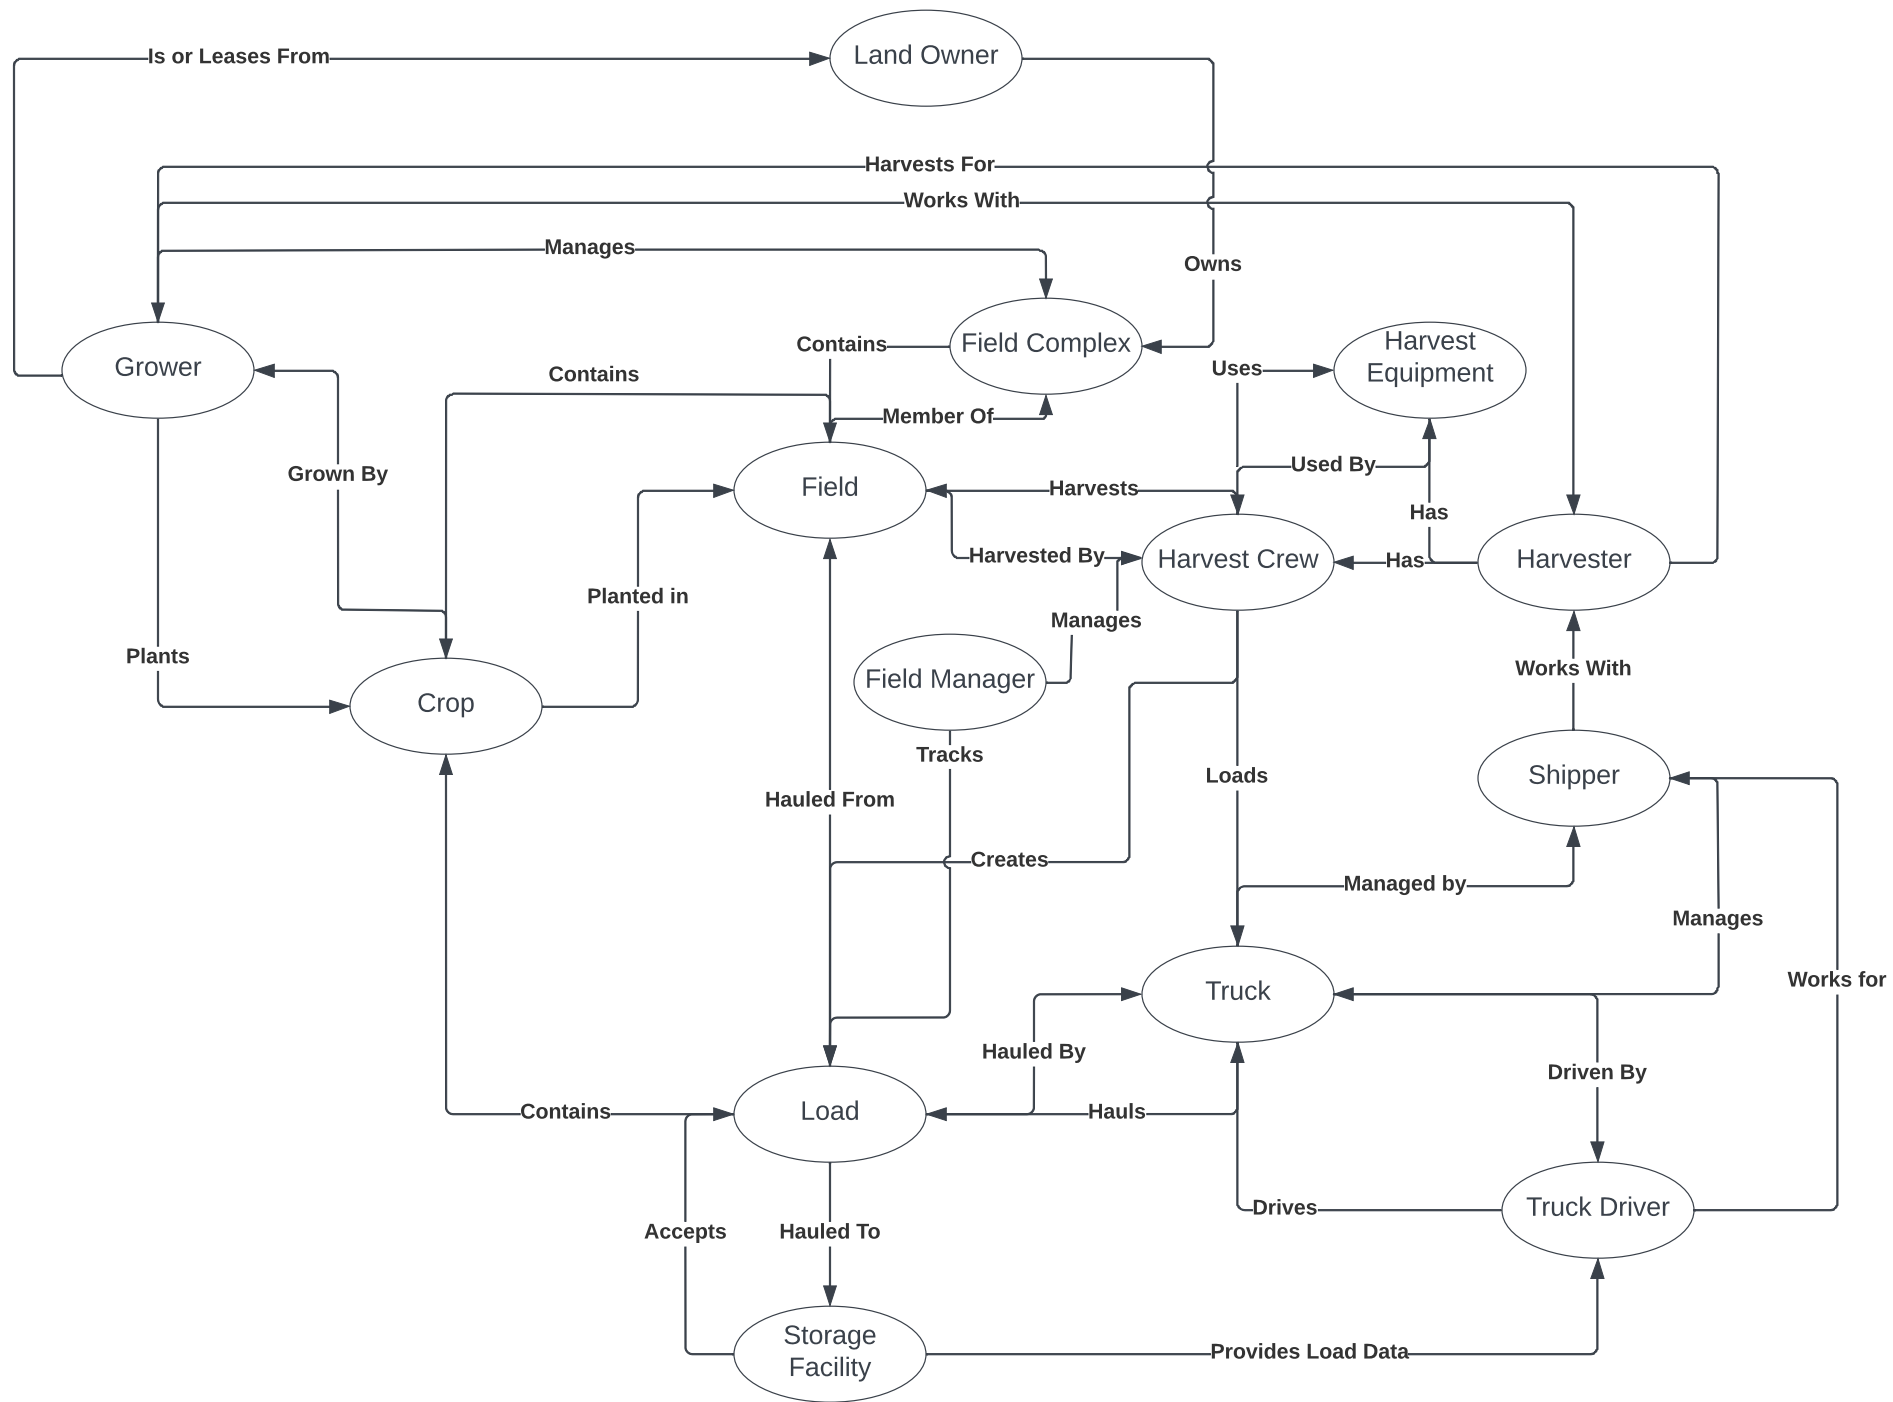 Land Owner
Is or Leases From
Harvests For
Works With
Manages
Owns
Field Complex
Contains
Harvest
Equipment
Uses
Grower
Contains
Member Of
Used By
Grown By
Field
Harvests
Has
Harvested By
Harvest Crew
Has
Harvester
Planted in
Manages
Plants
Works With
Field Manager
Crop
Tracks
Loads
Shipper
Hauled From
Creates
Managed by
Manages
Works for
Truck
Hauled By
Driven By
Contains
Load
Hauls
Drives
Truck Driver
Accepts
Hauled To
Storage
Facility
Provides Load Data